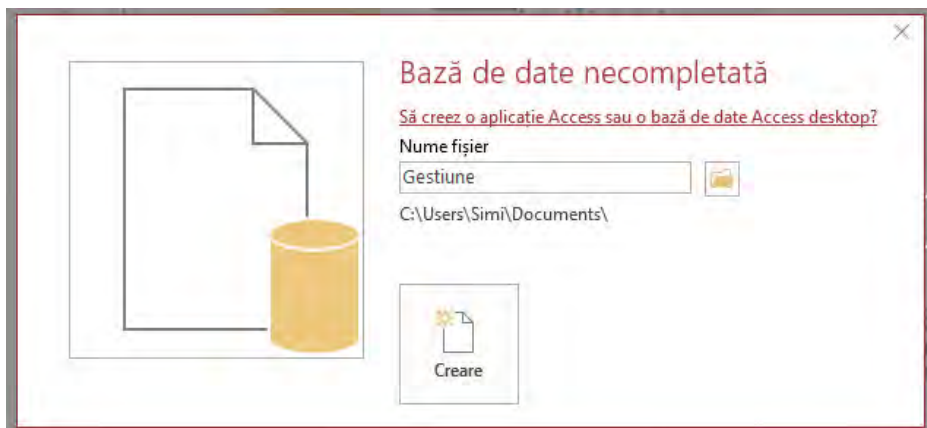 Bază de date necompletată
Să creez o aplicație Access sau o bază de date Access desktop?
Nume fișier
Gestiune
C:\Users\Simi\Documents\
Creare